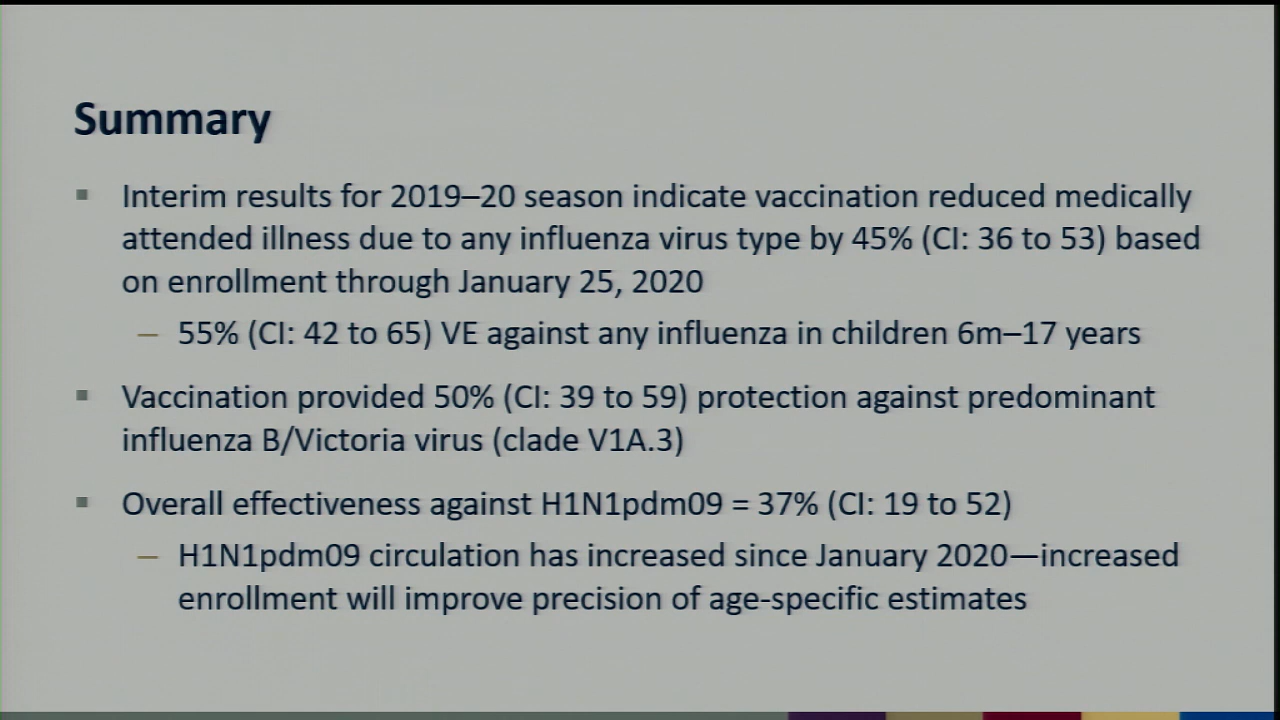 Summary
▪ Interim results for 2019–20 season indicate vaccination reduced medically
attended illness due to any influenza virus type by 45% (CI: 36 to 53) based
on enrollment through January 25, 2020
– 55% (CI: 42 to 65) VE against any influenza in children 6m–17 years
▪ Vaccination provided 50% (CI: 39 to 59) protection against predominant
influenza B/Victoria virus (clade V1A.3)
▪ Overall effectiveness against H1N1pdm09 = 37% (CI: 19 to 52)
– H1N1pdm09 circulation has increased since January 2020—increased
enrollment will improve precision of age-specific estimates